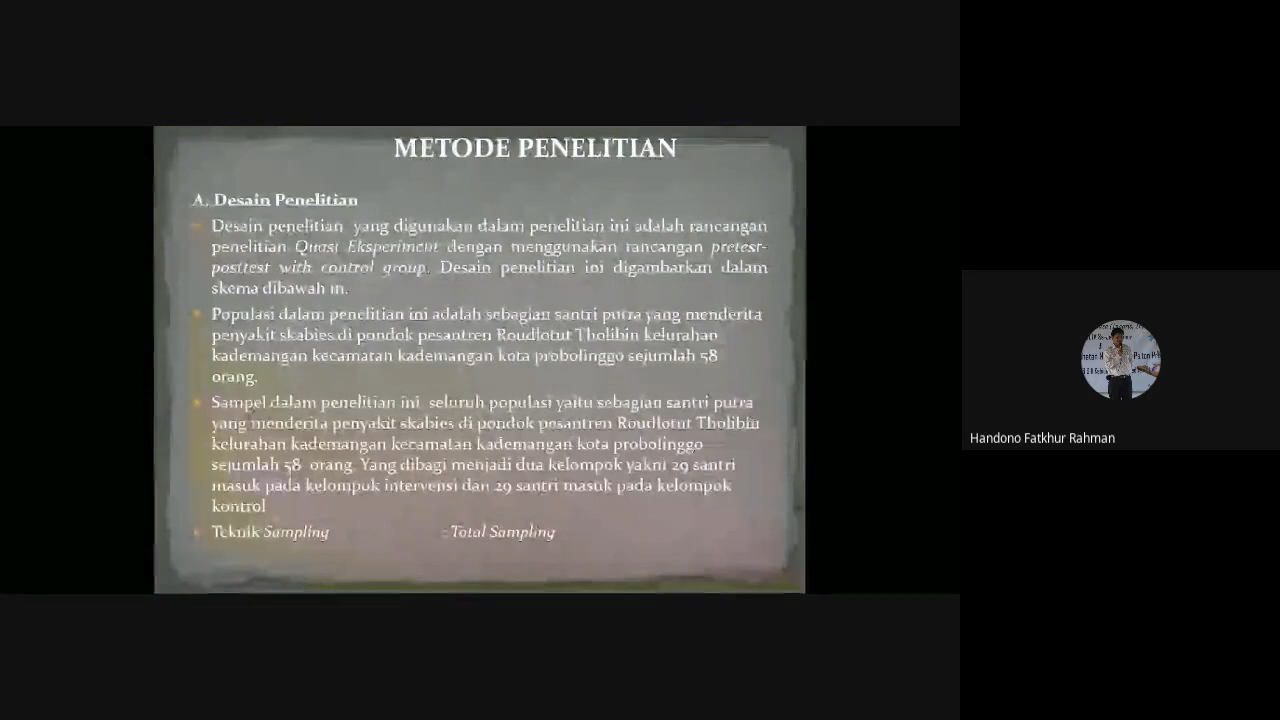 METODE PENELITIAN
A. Desain Penelitian
Desain penelitian yang digunakan dalam penelitian ini adalah rancangan
penelitian Quasi Eksperiment dengan menggunakan rancangan pretest-
posttest with control group. Desain penelitian ini digambarkan dalam
skema dibawah in.
Populasi dalam penelitian ini adalah sebagian santri putra yang menderita
penyakit skabies di pondok pesantren Roudlotut Tholibin kelurahan
kademangan kecamatan kademangan kota probolinggo sejumlah 58
orang.
Sampel dalam penelitian ini seluruh populasi yaitu sebagian santri putra
yang menderita penyakit skabies di pondok pesantren Roudlotut Tholibin
kelurahan kademangan kecamatan kademangan kota probolinggo
sejumlah 58 orang. Yang dibagi menjadi dua kelompok yakni 29 santri
masuk pada kelompok intervensi dan 29 santri masuk pada kelompok
kontrol
Teknik Sampling : Total Sampling
Handono Fatkhur Rahman